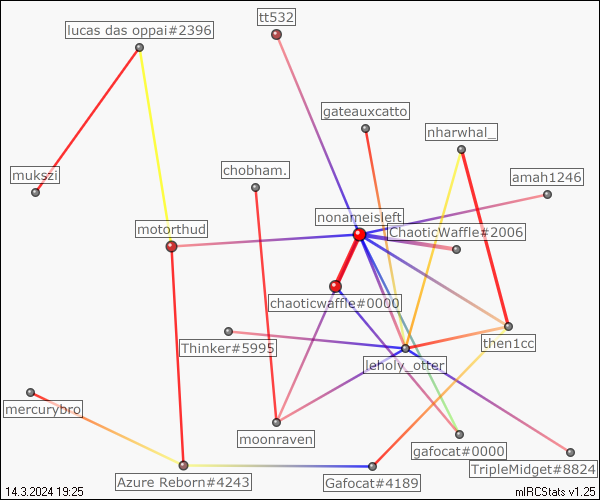 tt532
lucas das oppai#2396
gateauxcatto
nharwhal_
chobham.
mukszi
amah1246
nonameisleft
motorthud
ChaoticWaffle#2006
chaoticwaffle#0000
Thinker#5995
then1cc
leholy_otter
mercurybro
moonraven
gafocat#0000
TripleMidget#8824
Azure Reborn#4243
Gafocat#4189
14.3.2024 19:25
mIRCStats v1.25